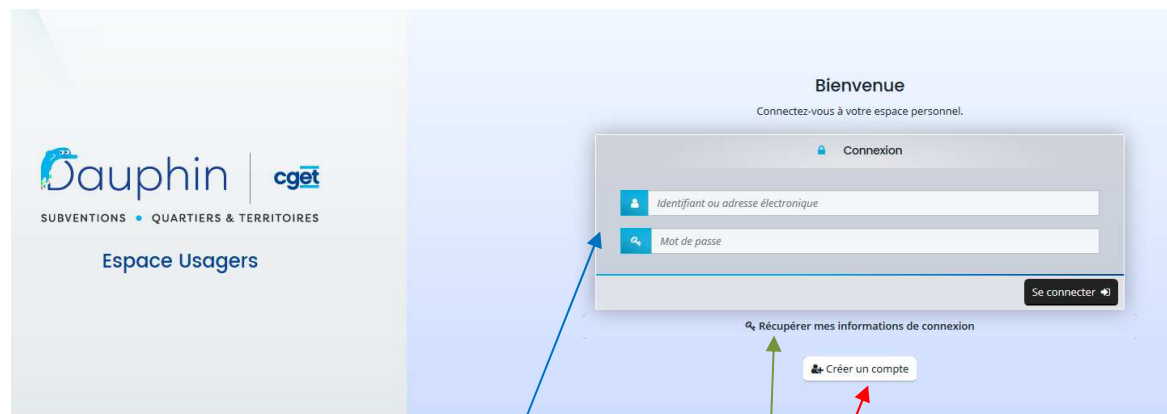 Dauphin cget
SUBVENTIONS • QUARTIERS & TERRITOIRES
Espace Usagers
Bienvenue
Connectez-vous à votre espace personnel.
Connexion
Identifiant ou adresse électronique
Mot de passe
Se connecter
Récupérer mes informations de connexion
Créer un compte